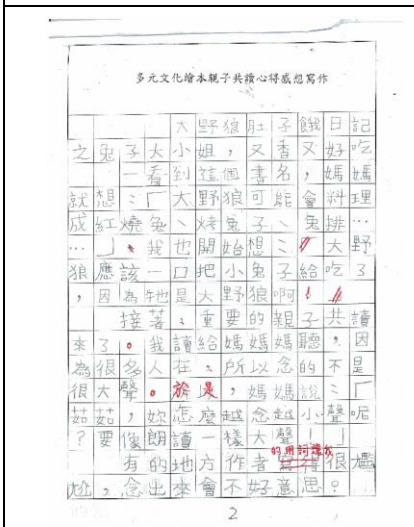 多元文化繪本親子共讀心得感想寫作
大野狼肚子餓日記
之兔子大小姐,又香又好吃
一看到這個書名,媽媽
就想:「大野狼可能會料理
成紅燒兔、烤兔子、兔排…
…」我也開始想:大野
狼應該一口把小兔子給吃了
,因為牠是大野狼啊!
接著,重要的親子共讀
來了。我讀給媽媽媽聽,因
為很多人在,所以念的不是
很大聲。於是,媽媽說:「
茹茹,妳怎麼越念越小聲呢
?要像朗讀一樣大聲!」
的用詞讓我
有的地方作者寫得很尷
尬,念出來會不好意思?
2